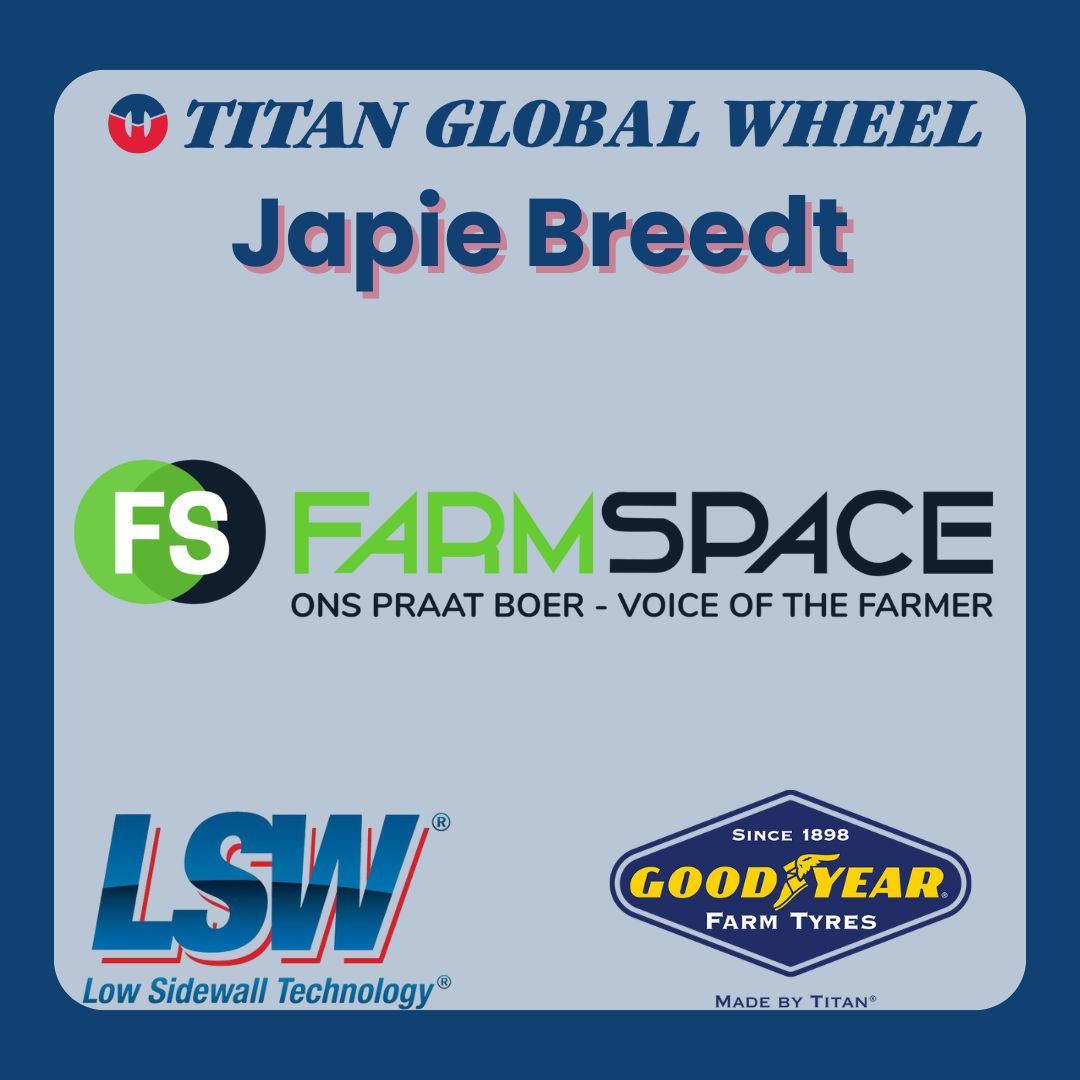 TITAN GLOBAL WHEEL
Japie Breedt
FS FARMSPACE
ONS PRAAT BOER - VOICE OF THE FARMER
LSW®
Low Sidewall Technology®
SINCE 1898
GOODYEAR®
FARM TYRES
MADE BY TITAN®